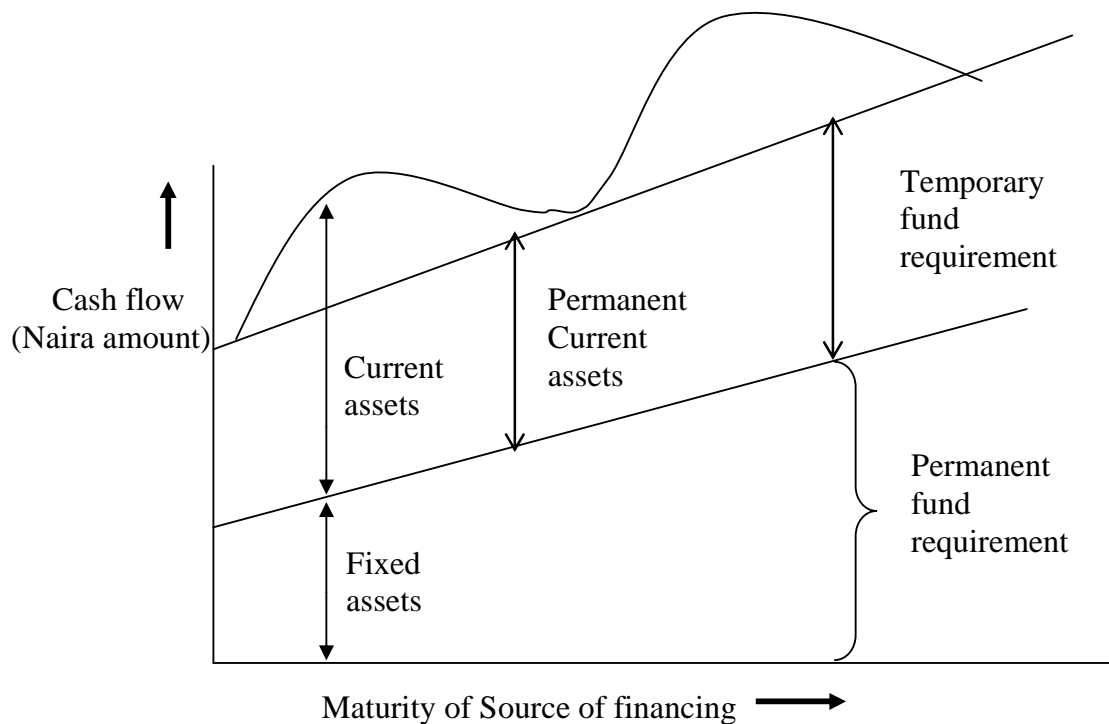 Temporary
fund
requirement
Cash flow
(Naira amount)
Permanent
Current
assets
Current
assets
Permanent
fund
requirement
Fixed
assets
Maturity of Source of financing